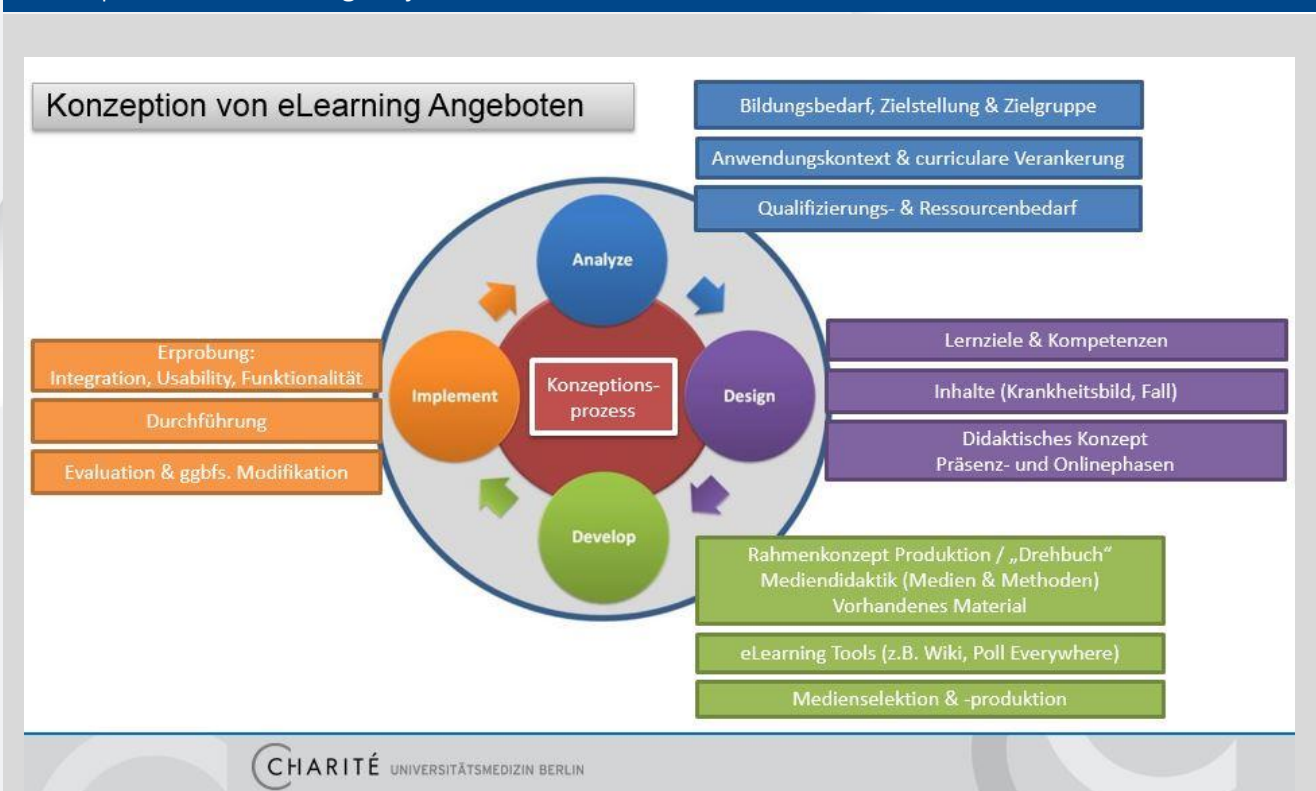 Konzeption von eLearning Angeboten
Bildungsbedarf, Zielstellung & Zielgruppe
Anwendungskontext & curriculare Verankerung
Qualifizierungs- & Ressourcenbedarf
Analyze
Erprobung:
Integration, Usability, Funktionalität
Durchführung
Evaluation & ggbfs. Modifikation
Implement
Konzeptions-
prozess
Design
Lernziele & Kompetenzen
Inhalte (Krankheitsbild, Fall)
Didaktisches Konzept
Präsenz- und Onlinephasen
Develop
Rahmenkonzept Produktion / „Drehbuch“
Mediendidaktik (Medien & Methoden)
Vorhandenes Material
eLearning Tools (z.B. Wiki, Poll Everywhere)
Medienselektion & -produktion
CHARITÉ UNIVERSITÄTSMEDIZIN BERLIN